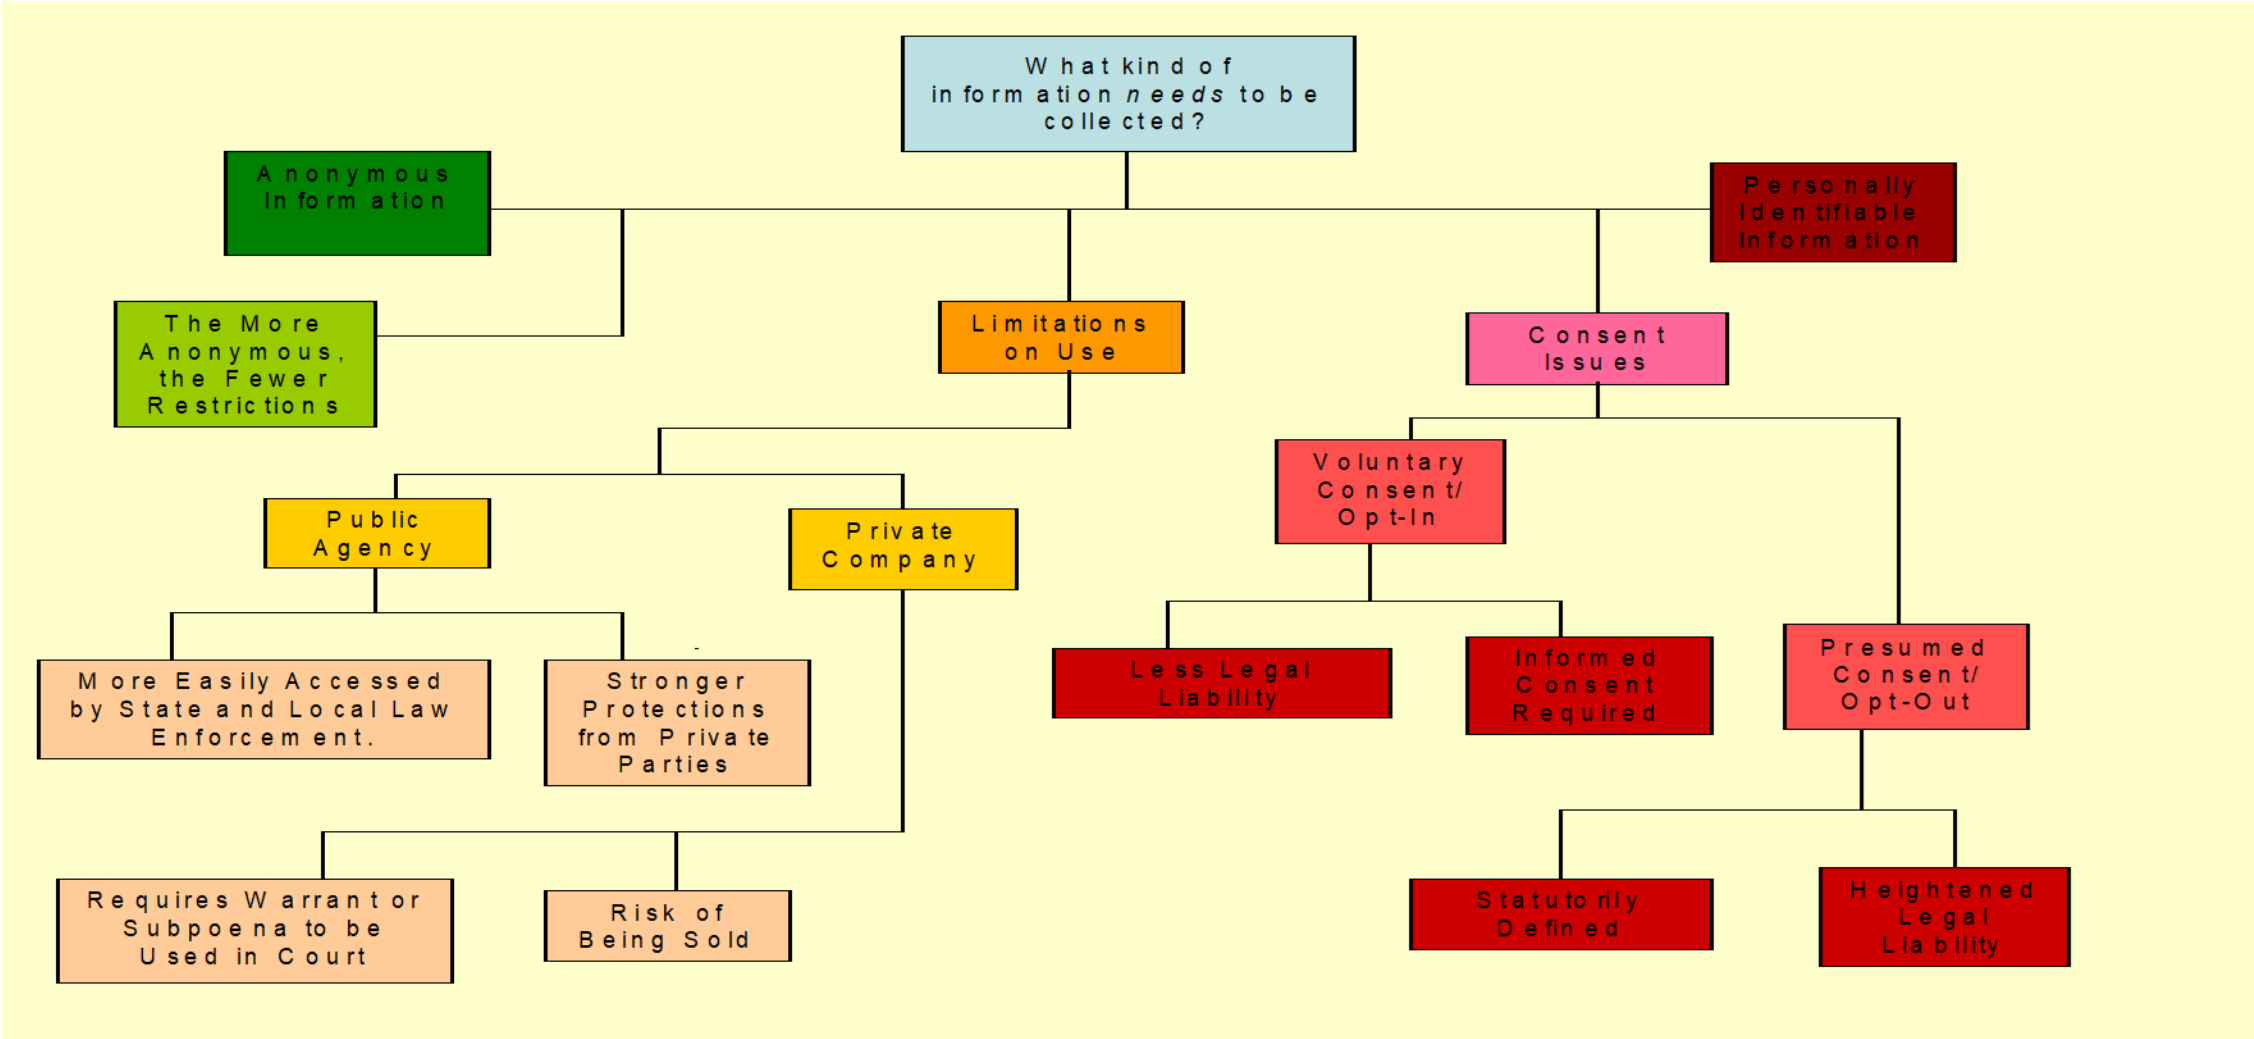 What kind of
information needs to be
collected?
Anonymous
Information
Personally
Identifiable
Information
The More
Anonymous,
the Fewer
Restrictions
Limitations
on Use
Consent
Issues
Voluntary
Consent/
Opt-In
Public
Agency
Private
Company
More Easily Accessed
by State and Local Law
Enforcement.
Stronger
Protections
from Private
Parties
Less Legal
Liability
Informed
Consent
Required
Presumed
Consent/
Opt-Out
Requires Warrant or
Subpoena to be
Used in Court
Risk of
Being Sold
Statutorily
Defined
Heightened
Legal
Liability